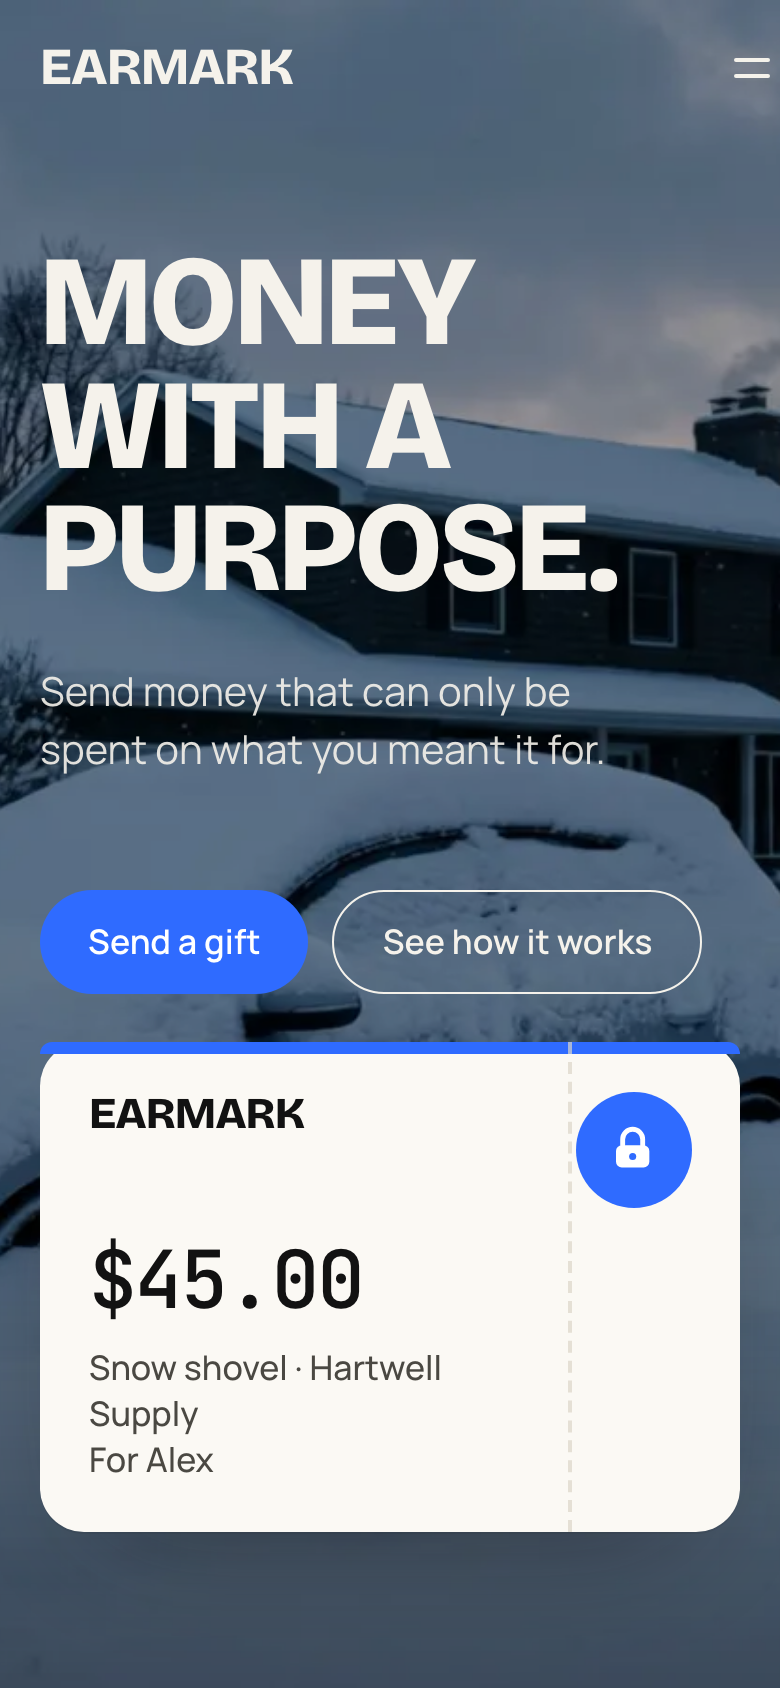 EARMARK
MONEY
WITH A
PURPOSE.
Send money that can only be
spent on what you meant it for.
Send a gift
See how it works
EARMARK
$45.00
Snow shovel · Hartwell
Supply
For Alex